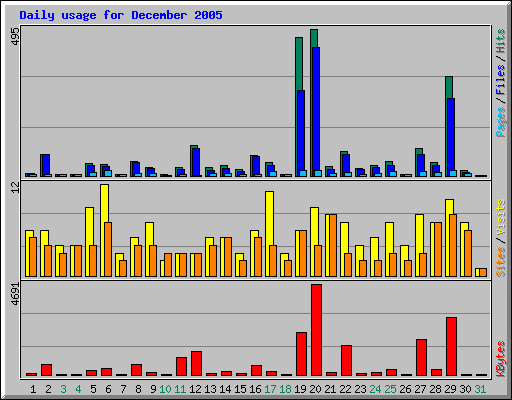 Daily usage for December 2005
495
Pages / Files / Hits
12
Sites / Visits
4691
KBytes
1 2 3 4 5 6 7 8 9 10 11 12 13 14 15 16 17 18 19 20 21 22 23 24 25 26 27 28 29 30 31